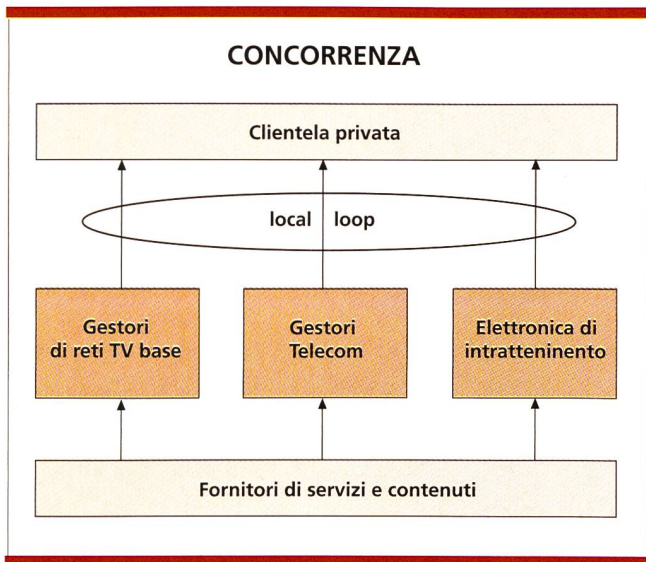 CONCORRENZA
Clientela privata
local loop
Gestori
di reti TV base
Gestori
Telecom
Elettronica di
intratteninento
Fornitori di servizi e contenuti